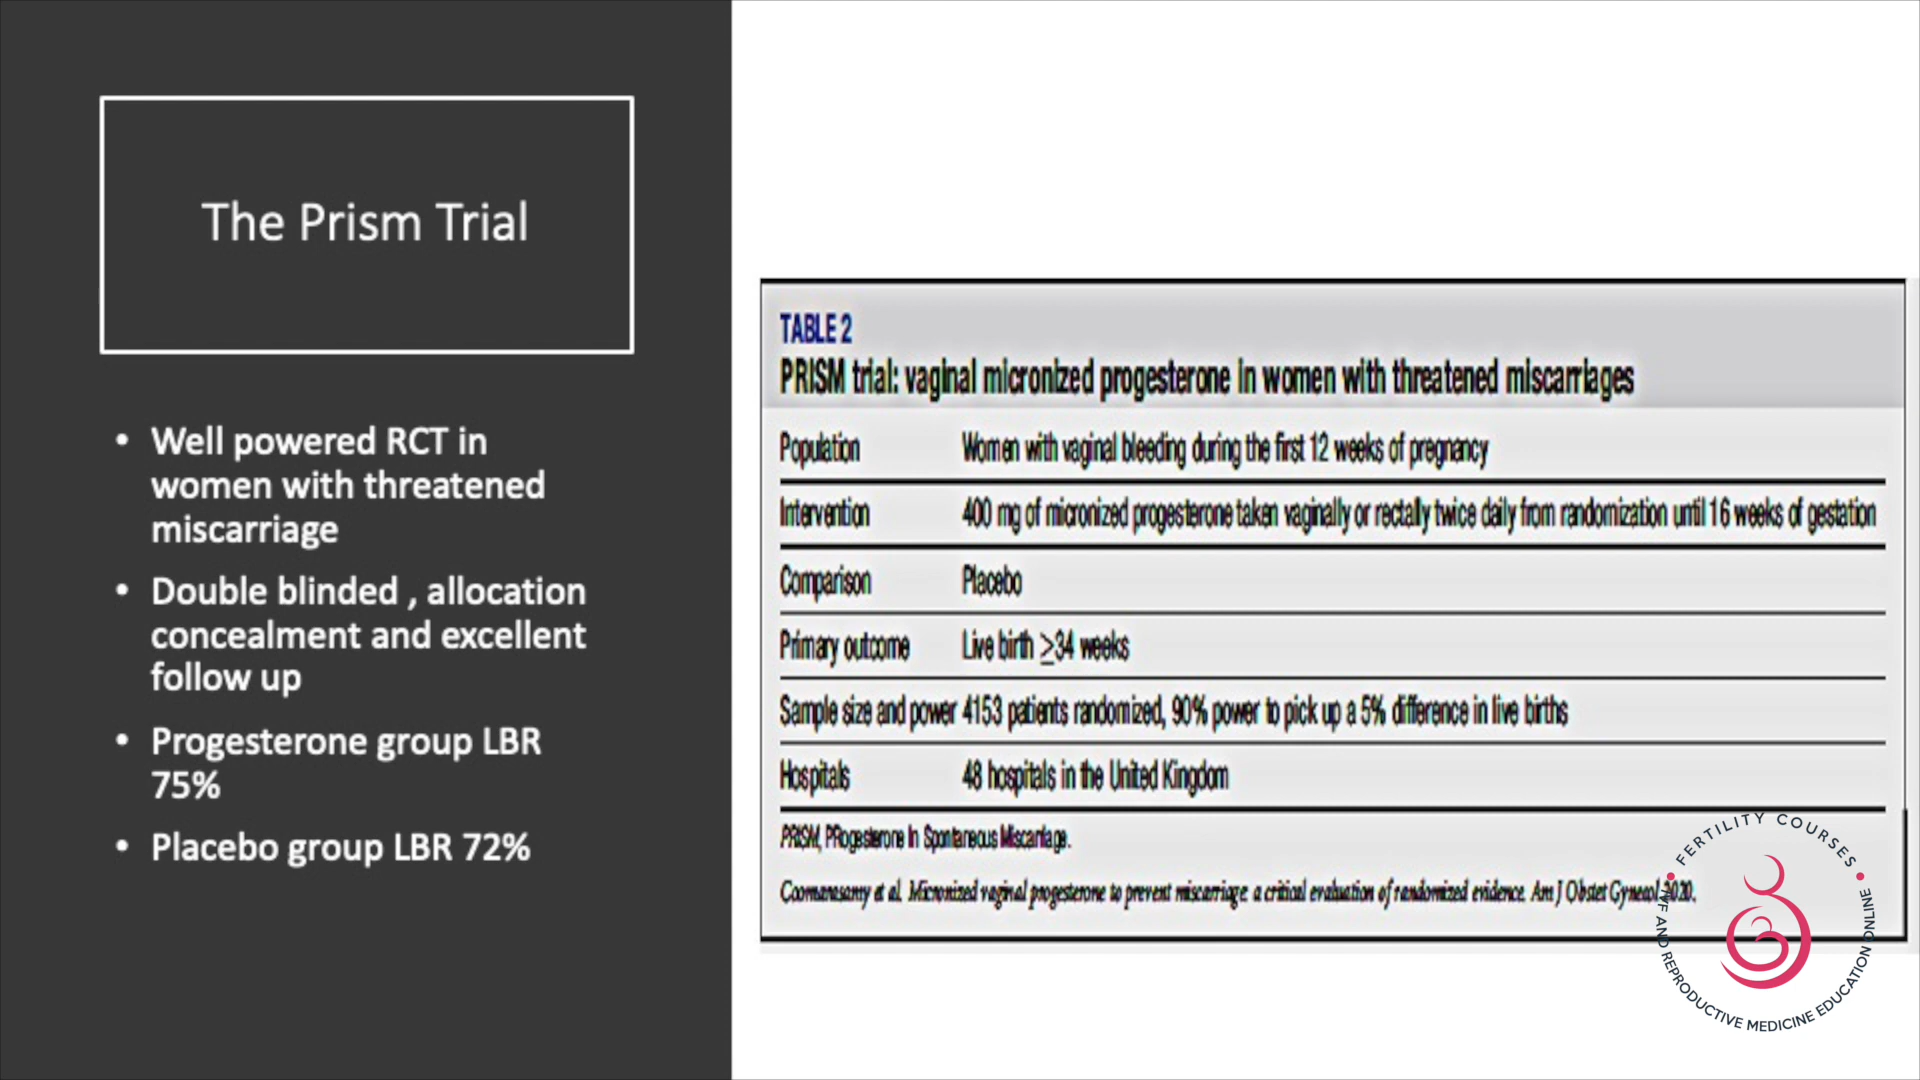 The Prism Trial
• Well powered RCT in
women with threatened
miscarriage
• Double blinded , allocation
concealment and excellent
follow up
• Progesterone group LBR
75%
• Placebo group LBR 72%
TABLE 2
PRISM trial: vaginal micronized progesterone in women with threatened miscarriages
Population Women with vaginal bleeding during the first 12 weeks of pregnancy
Intervention 400 mg of micronized progesterone taken vaginally or rectally twice daily from randomization until 16 weeks of gestation
Comparison Placebo
Primary outcome Live birth ≥34 weeks
Sample size and power 4153 patients randomized, 90% power to pick up a 5% difference in live births
Hospitals 48 hospitals in the United Kingdom
PRISM, PRogesterone In Spontaneous Miscarriage.
Coomarasamy et al. Micronized vaginal progesterone to prevent miscarriage: a critical evaluation of randomized evidence. Am J Obstet Gynecol 2020.
FERTILITY COURSES
IVF AND REPRODUCTIVE MEDICINE EDUCATION ONLINE